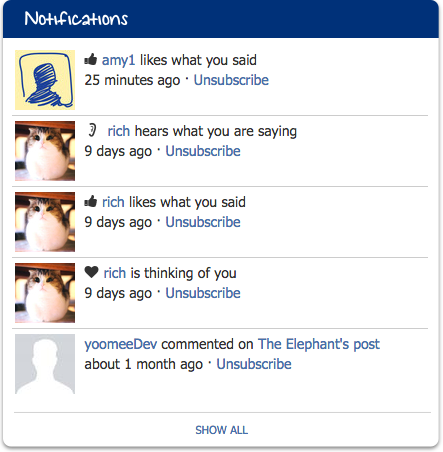 Notifications
amy1 likes what you said
25 minutes ago · Unsubscribe
rich hears what you are saying
9 days ago · Unsubscribe
rich likes what you said
9 days ago · Unsubscribe
rich is thinking of you
9 days ago · Unsubscribe
yoomeeDev commented on The Elephant's post
about 1 month ago · Unsubscribe
SHOW ALL